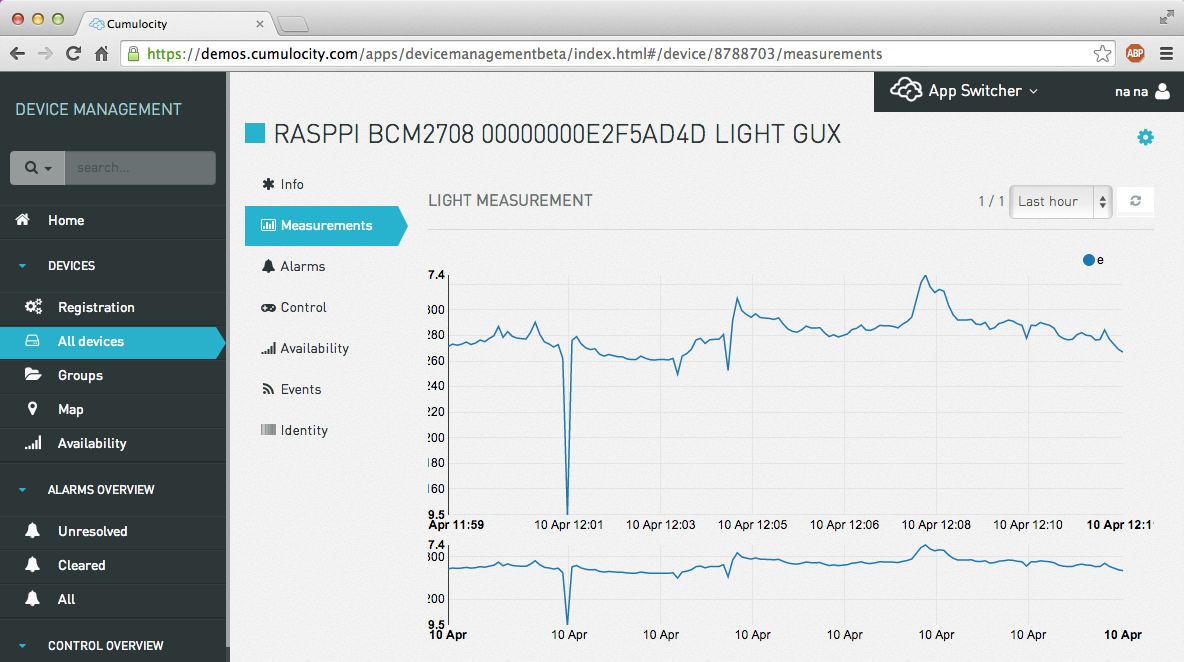 Cumulocity
https://demos.cumulocity.com/apps/devicemanagementbeta/index.html#/device/8788703/measurements
ABP
DEVICE MANAGEMENT
search...
Home
DEVICES
Registration
All devices
Groups
Map
Availability
ALARMS OVERVIEW
Unresolved
Cleared
All
CONTROL OVERVIEW
App Switcher
na na
RASPPI BCM2708 00000000E2F5AD4D LIGHT GUX
Info
Measurements
Alarms
Control
Availability
Events
Identity
LIGHT MEASUREMENT
1 / 1
Last hour
e
7.4
300
280
260
240
220
200
180
160
9.5
Apr 11:59 10 Apr 12:01 10 Apr 12:03 10 Apr 12:05 10 Apr 12:06 10 Apr 12:08 10 Apr 12:10 10 Apr 12:1
7.4
300
200
9.5
10 Apr 10 Apr 10 Apr 10 Apr 10 Apr 10 Apr 10 Apr 10 Apr